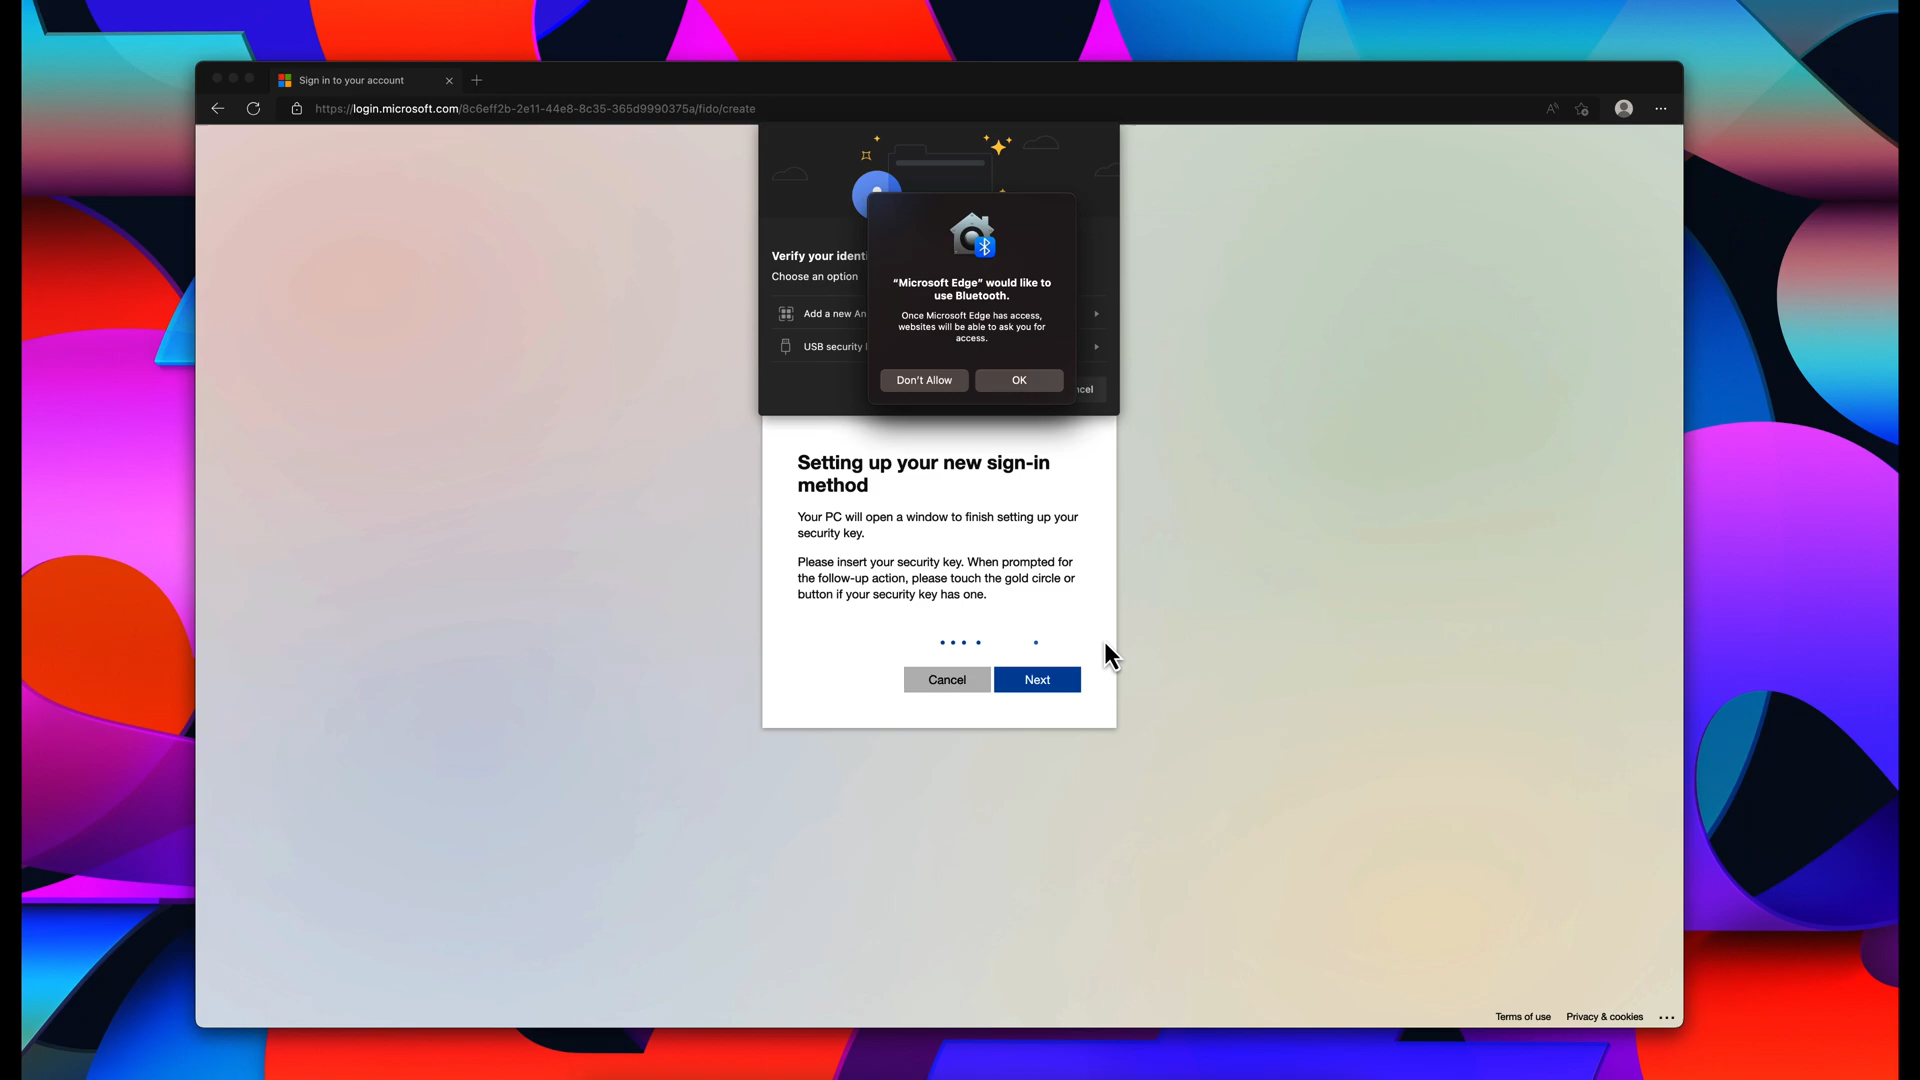 Sign in to your account
https://login.microsoft.com/8c6eff2b-2e11-44e8-8c35-365d9990375a/fido/create
Verify your identi
Choose an option
Add a new An
USB security
ncel
“Microsoft Edge” would like to
use Bluetooth.
Once Microsoft Edge has access,
websites will be able to ask you for
access.
Don't Allow
OK
Setting up your new sign-in
method
Your PC will open a window to finish setting up your
security key.
Please insert your security key. When prompted for
the follow-up action, please touch the gold circle or
button if your security key has one.
Cancel
Next
Terms of use
Privacy & cookies